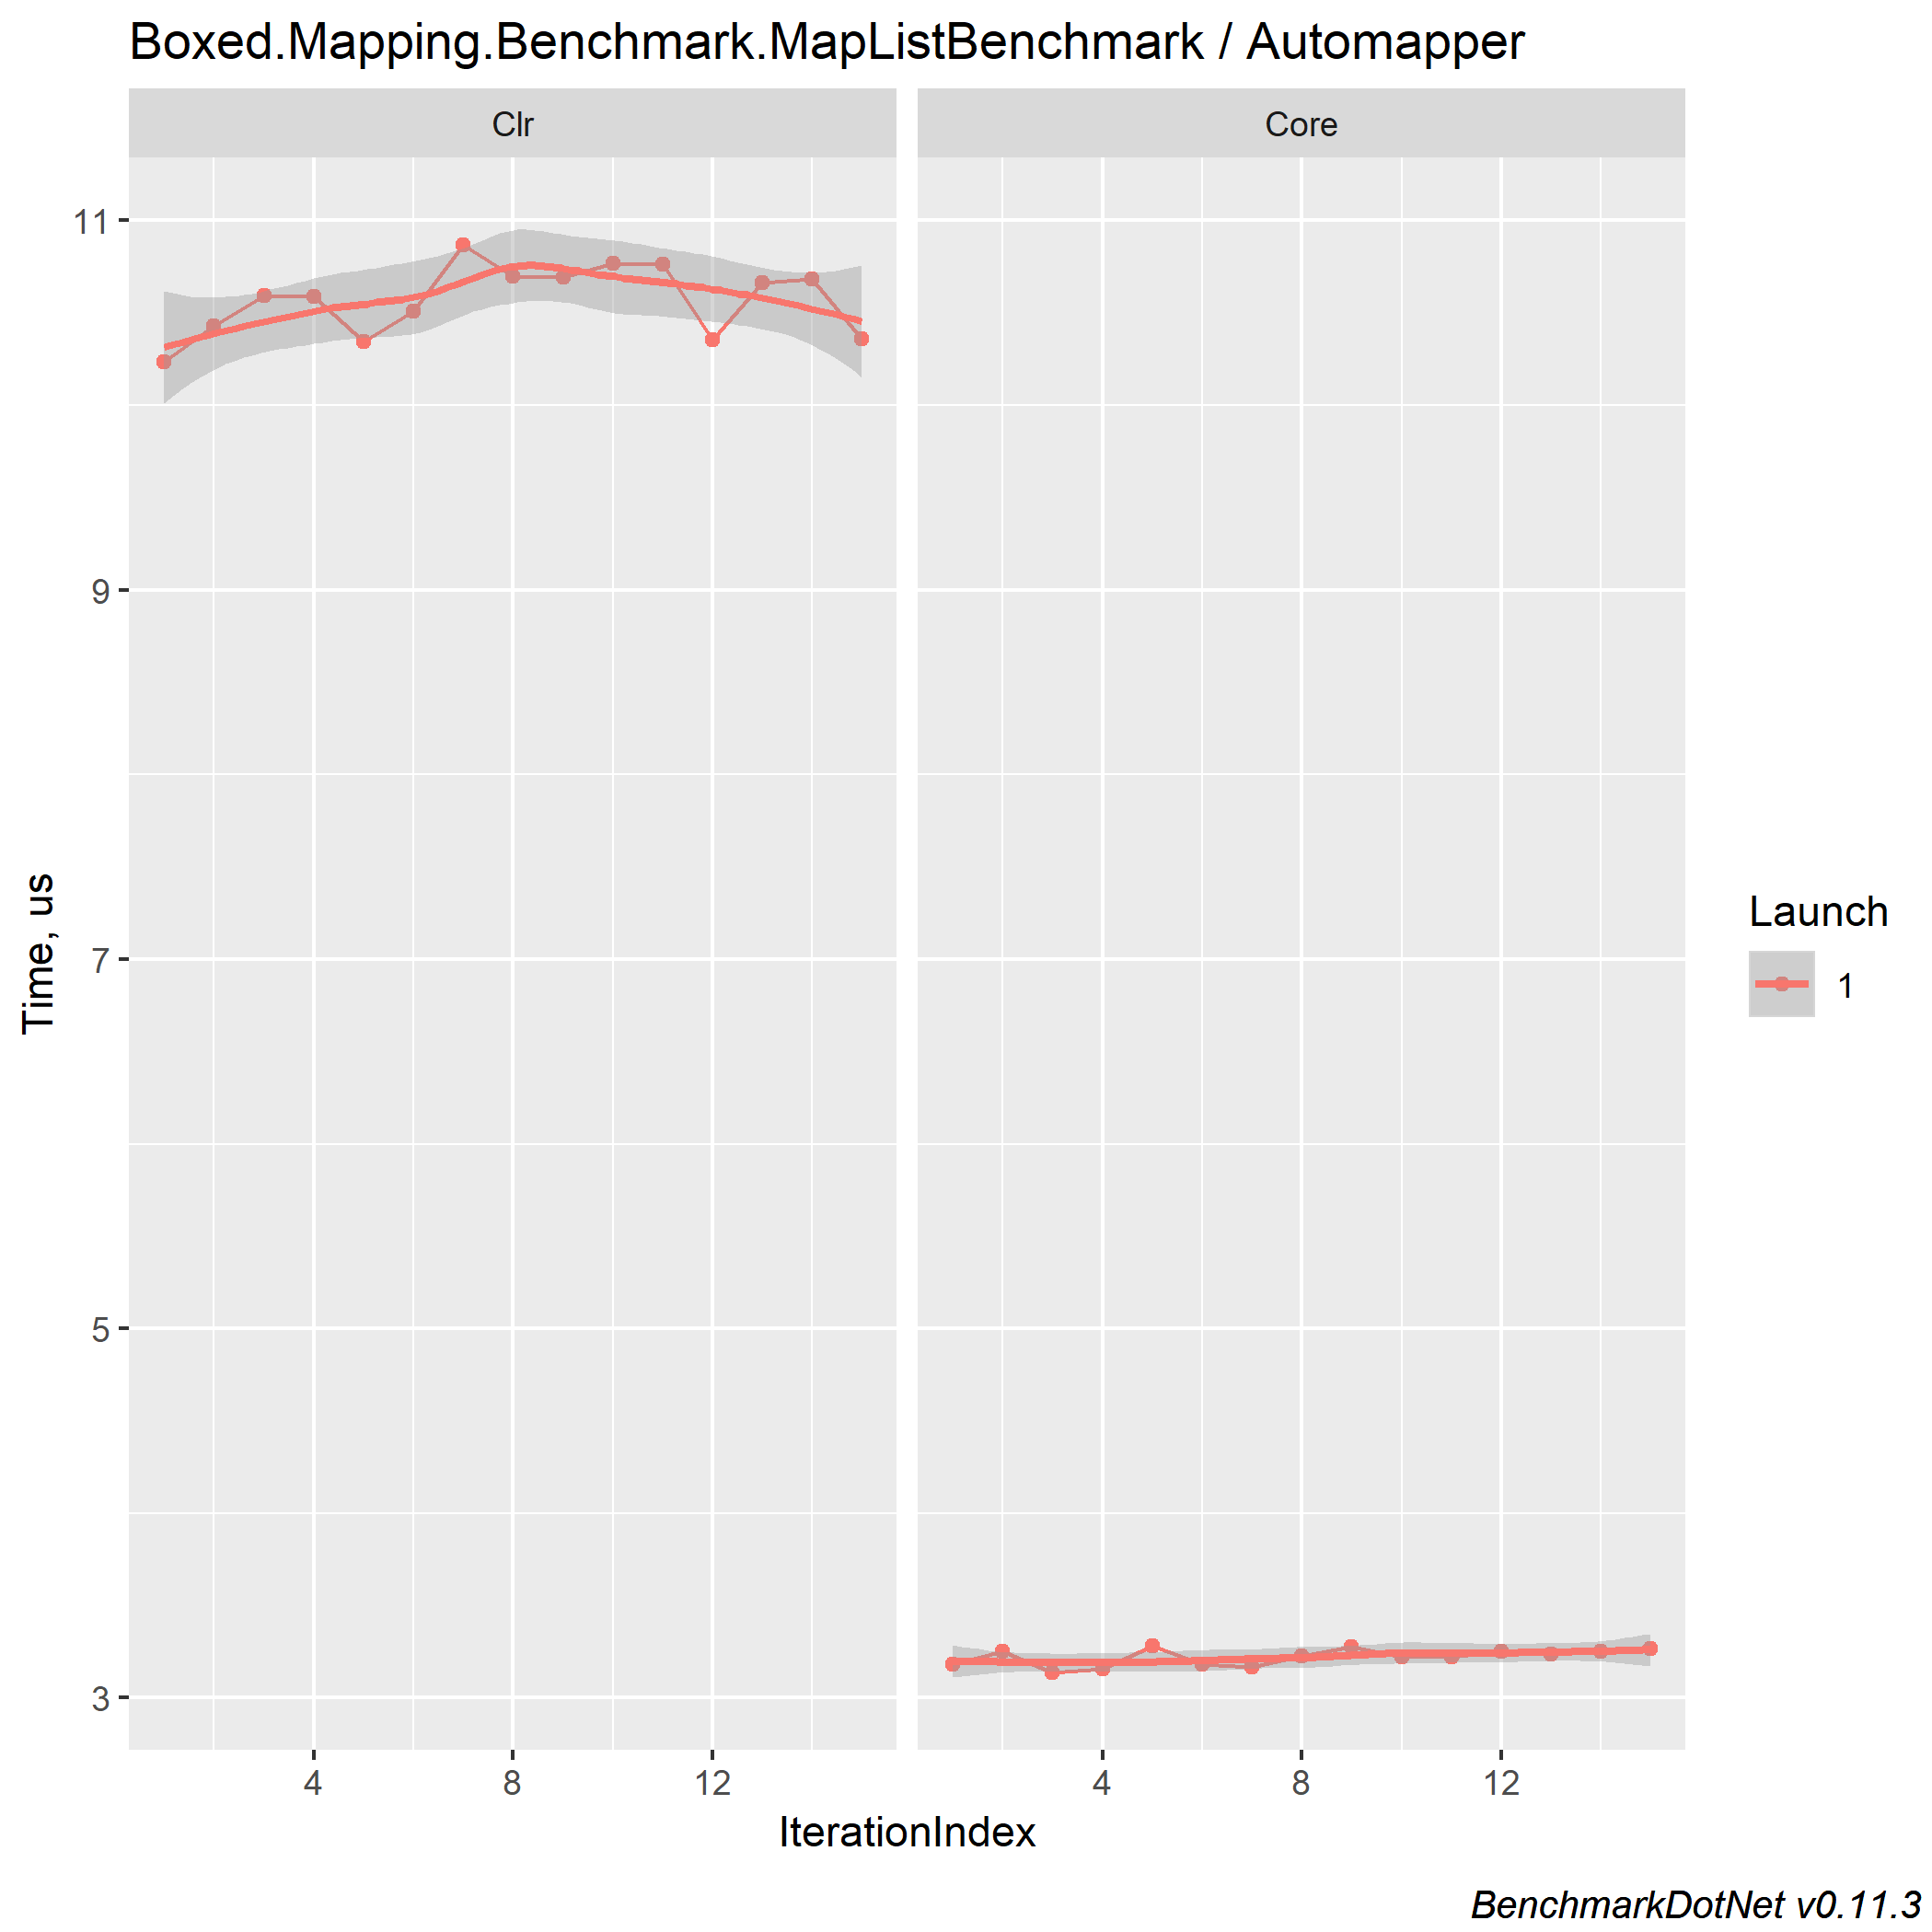 Boxed.Mapping.Benchmark.MapListBenchmark / Automapper
Clr
Core
11
9
7
5
3
Time, us
4
8
12
4
8
12
IterationIndex
Launch
1
BenchmarkDotNet v0.11.3